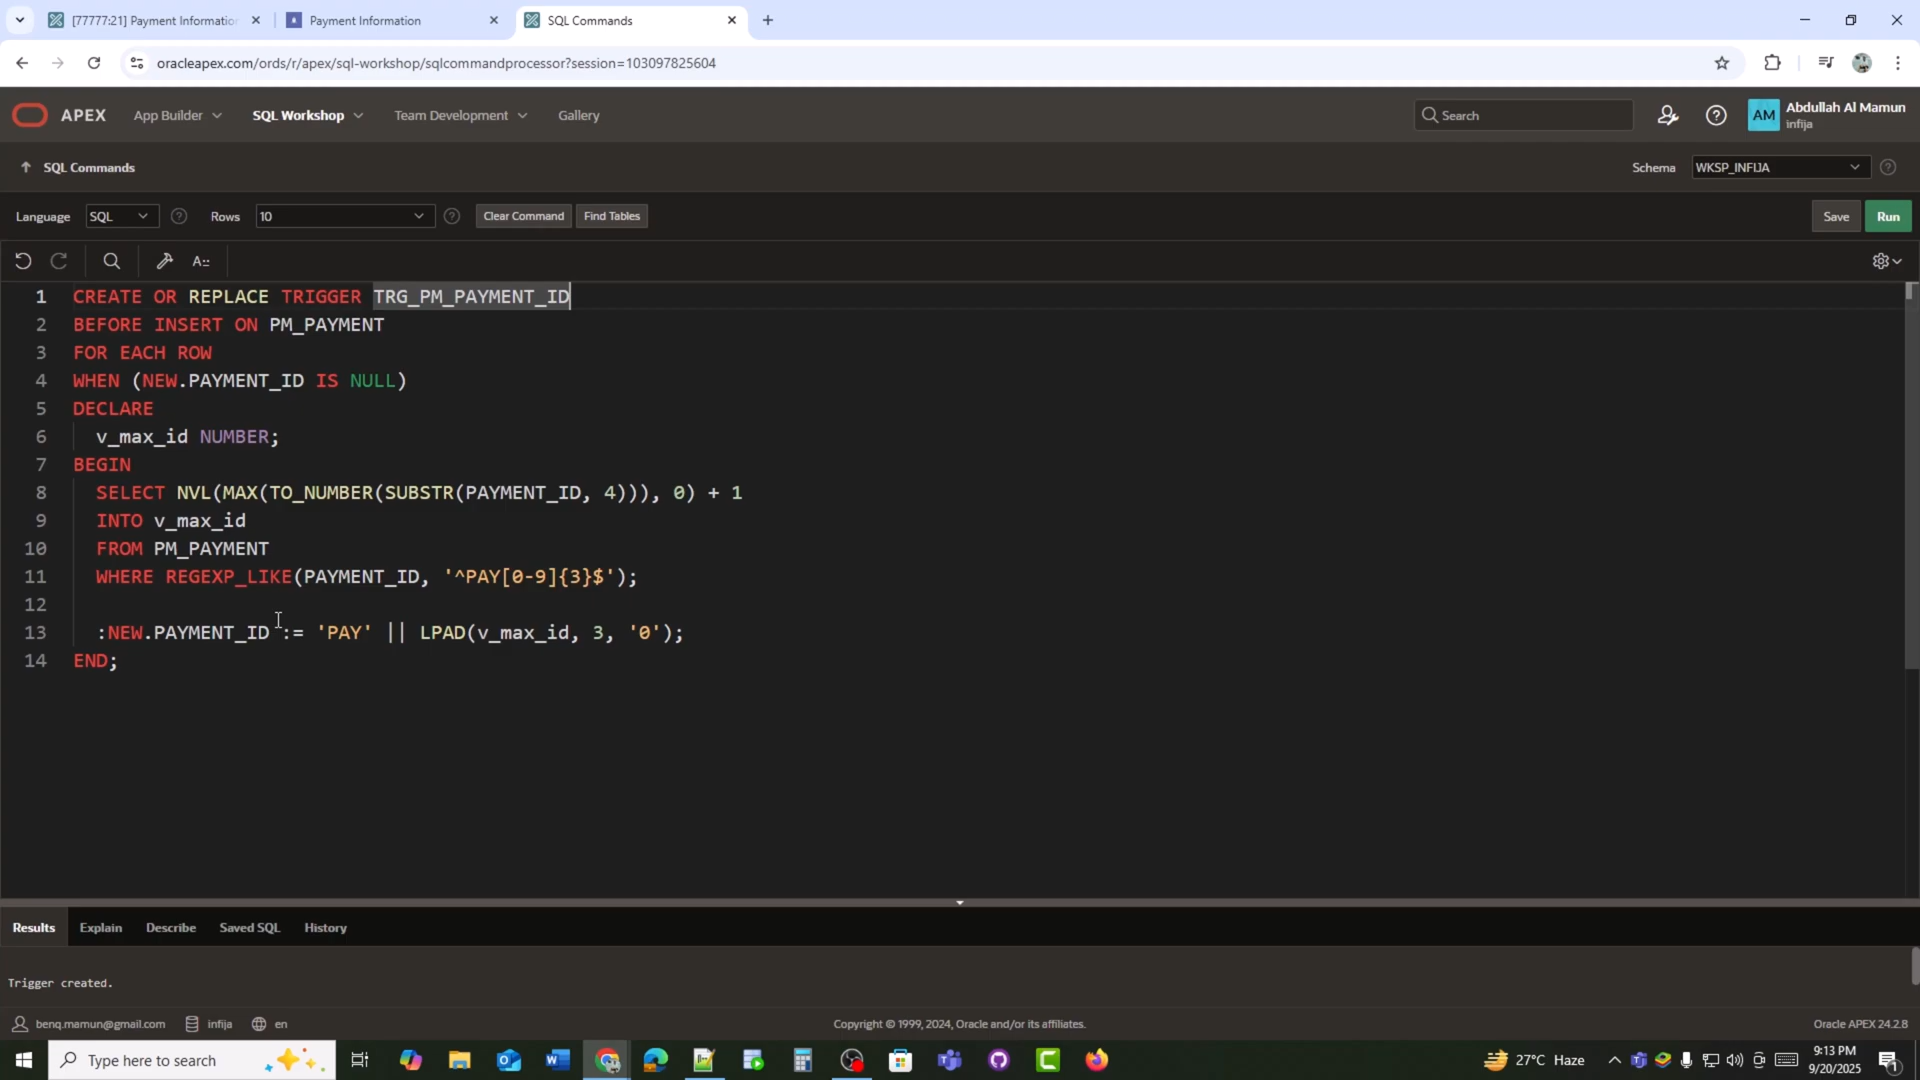 [77777:21] Payment Informatio
Payment Information
SQL Commands
oracleapex.com/ords/r/apex/sql-workshop/sqlcommandprocessor?session=103097825604
APEX App Builder SQL Workshop Team Development Gallery Search AM Abdullah Al Mamun
infija
SQL Commands Schema WKSP_INFIJA
Language SQL Rows 10 Clear Command Find Tables Save Run
A::
1 CREATE OR REPLACE TRIGGER TRG_PM_PAYMENT_ID
2 BEFORE INSERT ON PM_PAYMENT
3 FOR EACH ROW
4 WHEN (NEW.PAYMENT_ID IS NULL)
5 DECLARE
6 v_max_id NUMBER;
7 BEGIN
8 SELECT NVL(MAX(TO_NUMBER(SUBSTR(PAYMENT_ID, 4))), 0) + 1
9 INTO v_max_id
10 FROM PM_PAYMENT
11 WHERE REGEXP_LIKE(PAYMENT_ID, '^PAY[0-9]{3}$');
12
13 :NEW.PAYMENT_ID := 'PAY' || LPAD(v_max_id, 3, '0');
14 END;
Results Explain Describe Saved SQL History
Trigger created.
benq.mamun@gmail.com infija en Copyright © 1999, 2024, Oracle and/or its affiliates. Oracle APEX 24.2.8
Type here to search 27°C Haze 9:13 PM
9/20/2025